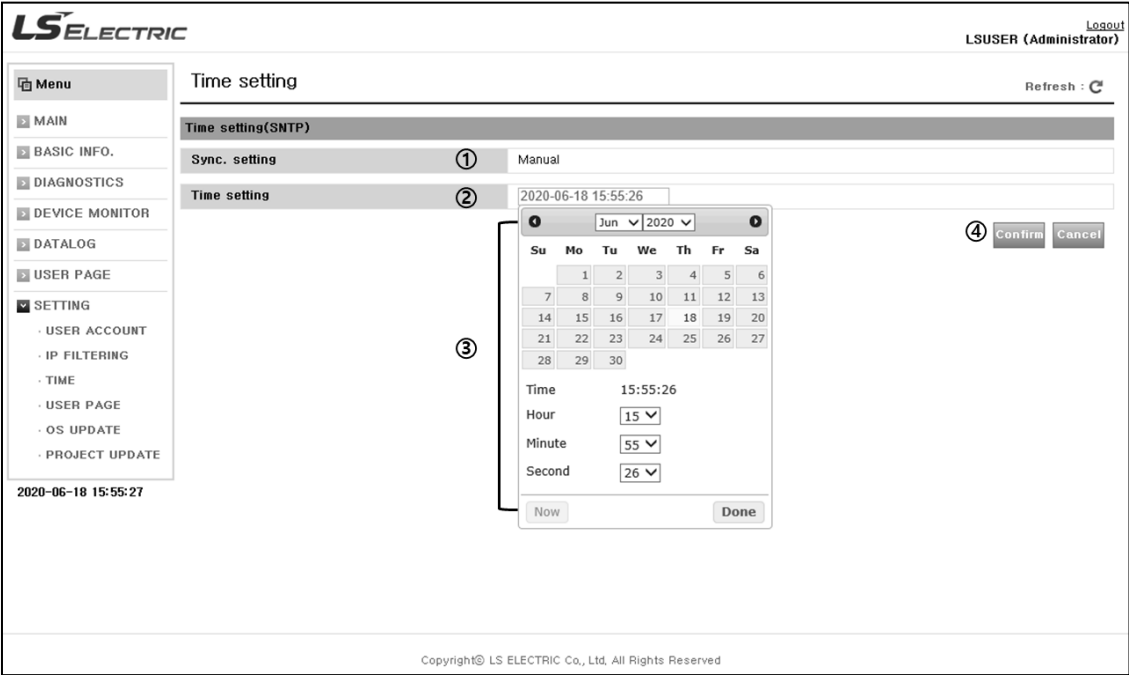 LS ELECTRIC
Logout
LSUSER (Administrator)
Menu
MAIN
BASIC INFO.
DIAGNOSTICS
DEVICE MONITOR
DATALOG
USER PAGE
SETTING
· USER ACCOUNT
· IP FILTERING
· TIME
· USER PAGE
· OS UPDATE
· PROJECT UPDATE
2020-06-18 15:55:27
Time setting
Refresh :
Time setting(SNTP)
Sync. setting ① Manual
Time setting ② 2020-06-18 15:55:26
③
Jun 2020
Su Mo Tu We Th Fr Sa
1 2 3 4 5 6
7 8 9 10 11 12 13
14 15 16 17 18 19 20
21 22 23 24 25 26 27
28 29 30
Time 15:55:26
Hour 15
Minute 55
Second 26
Now Done
④ Confirm Cancel
Copyright© LS ELECTRIC Co., Ltd, All Rights Reserved